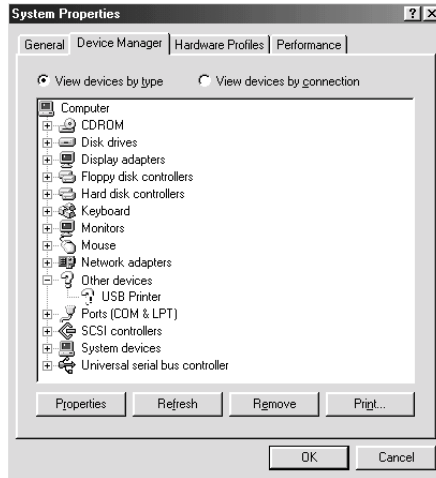 System Properties
General Device Manager Hardware Profiles Performance
View devices by type View devices by connection
Computer
CDROM
Disk drives
Display adapters
Floppy disk controllers
Hard disk controllers
Keyboard
Monitors
Mouse
Network adapters
Other devices
USB Printer
Ports (COM & LPT)
SCSI controllers
System devices
Universal serial bus controller
Properties Refresh Remove Print...
OK Cancel